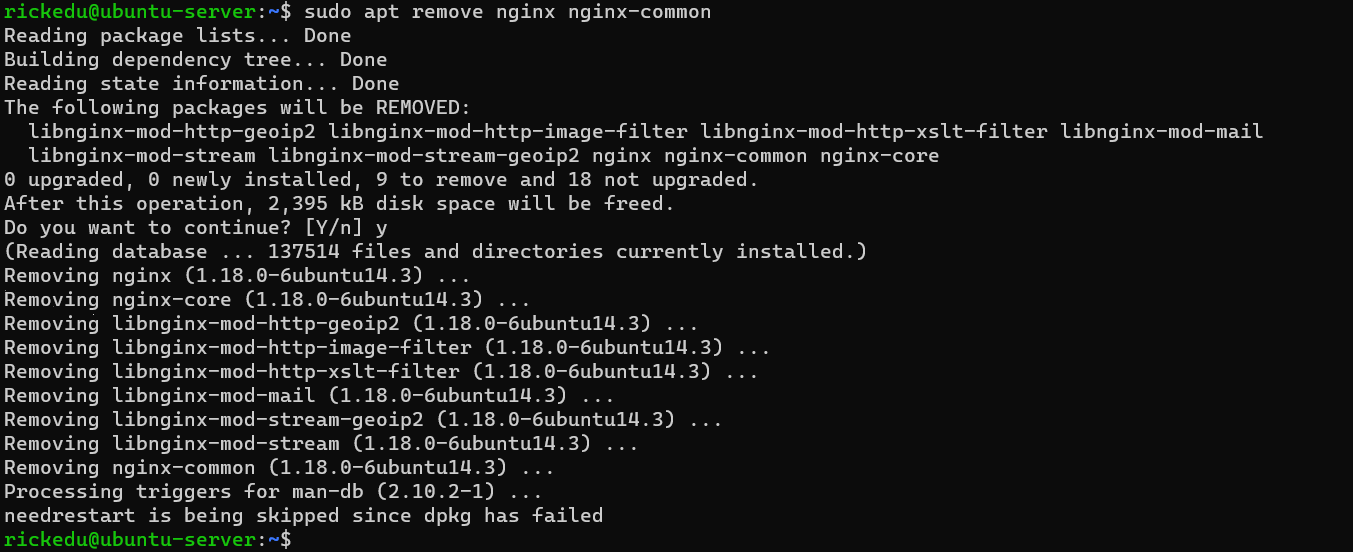 rickedu@ubuntu-server:~$ sudo apt remove nginx nginx-common
Reading package lists... Done
Building dependency tree... Done
Reading state information... Done
The following packages will be REMOVED:
  libnginx-mod-http-geoip2 libnginx-mod-http-image-filter libnginx-mod-http-xslt-filter libnginx-mod-mail
  libnginx-mod-stream libnginx-mod-stream-geoip2 nginx nginx-common nginx-core
0 upgraded, 0 newly installed, 9 to remove and 18 not upgraded.
After this operation, 2,395 kB disk space will be freed.
Do you want to continue? [Y/n] y
(Reading database ... 137514 files and directories currently installed.)
Removing nginx (1.18.0-6ubuntu14.3) ...
Removing nginx-core (1.18.0-6ubuntu14.3) ...
Removing libnginx-mod-http-geoip2 (1.18.0-6ubuntu14.3) ...
Removing libnginx-mod-http-image-filter (1.18.0-6ubuntu14.3) ...
Removing libnginx-mod-http-xslt-filter (1.18.0-6ubuntu14.3) ...
Removing libnginx-mod-mail (1.18.0-6ubuntu14.3) ...
Removing libnginx-mod-stream-geoip2 (1.18.0-6ubuntu14.3) ...
Removing libnginx-mod-stream (1.18.0-6ubuntu14.3) ...
Removing nginx-common (1.18.0-6ubuntu14.3) ...
Processing triggers for man-db (2.10.2-1) ...
needrestart is being skipped since dpkg has failed
rickedu@ubuntu-server:~$